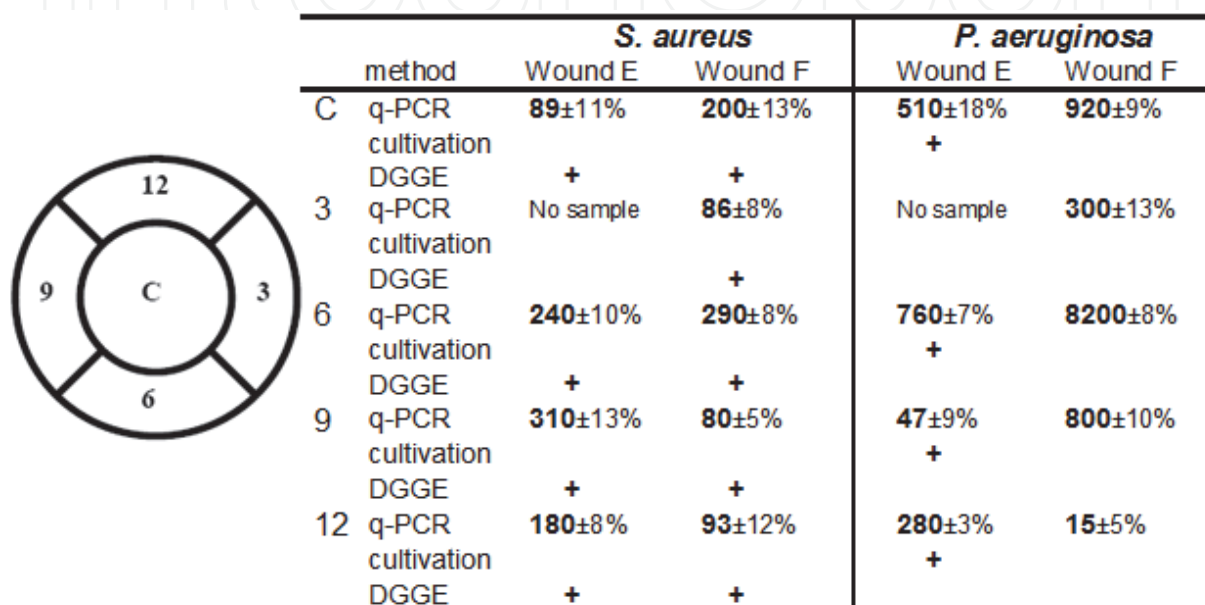 S. aureus P. aeruginosa
method Wound E Wound F Wound E Wound F
C q-PCR 89±11% 200±13% 510±18% 920±9%
cultivation +
DGGE + +
3 q-PCR No sample 86±8% No sample 300±13%
cultivation
DGGE +
6 q-PCR 240±10% 290±8% 760±7% 8200±8%
cultivation +
DGGE + +
9 q-PCR 310±13% 80±5% 47±9% 800±10%
cultivation +
DGGE + +
12 q-PCR 180±8% 93±12% 280±3% 15±5%
cultivation +
DGGE + +
12
9 C 3
6